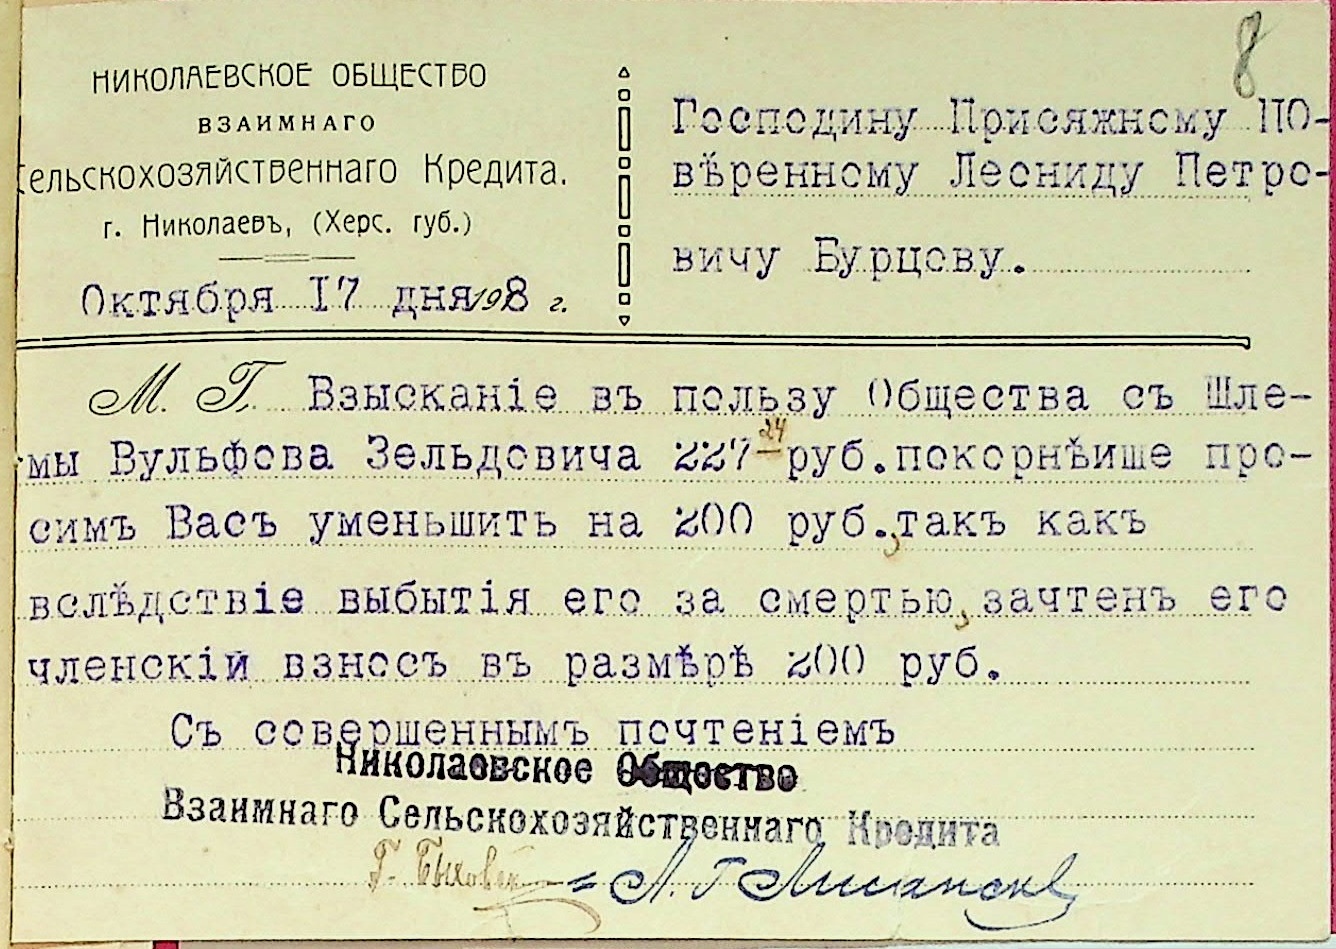 8
НИКОЛАЕВСКОЕ ОБЩЕСТВО
ВЗАИМНАГО
Сельскохозяйственнаго Кредита.
г. Николаевъ, (Херс. губ.)
Октября 17 дня 1918 г.
Господину Присяжному По-
вѣренному Леониду Петро-
вичу Бурцову.
М. Г. Взысканіе въ пользу Общества съ Шле-
мы Вульфова Зельдовича 227 24 руб. покорнѣише про-
симъ Васъ уменьшить на 200 руб., такъ какъ
вслѣдствіе выбытія его за смертью, зачтенъ его
членскій взносъ въ размѣрѣ 200 руб.
Съ совершеннымъ почтеніемъ
Николаевское Общество
Взаимнаго Сельскохозяйственнаго Кредита